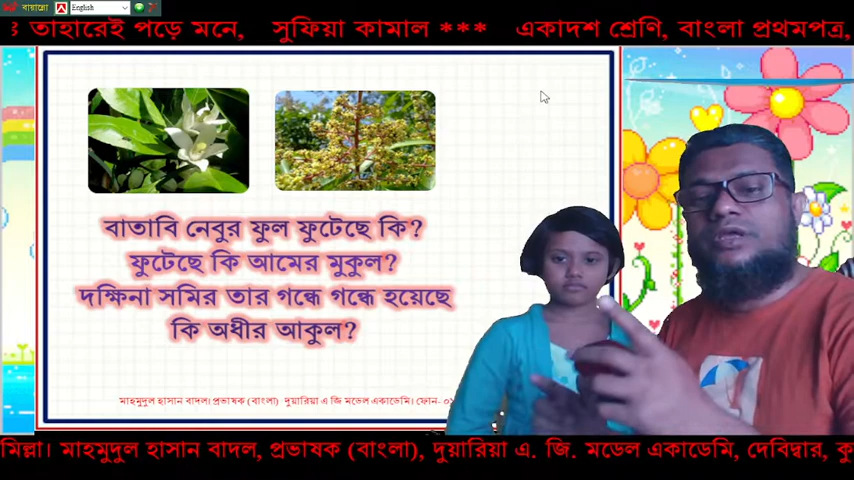 বায়ান্নো English
তাহারেই পড়ে মনে, সুফিয়া কামাল *** একাদশ শ্রেণি, বাংলা প্রথমপত্র,
বাতাবি নেবুর ফুল ফুটেছে কি?
ফুটেছে কি আমের মুকুল?
দক্ষিনা সমির তার গন্ধে গন্ধে হয়েছে
কি অধীর আকুল?
মাহমুদুল হাসান বাদল। প্রভাষক (বাংলা) দুয়ারিয়া এ জি মডেল একাডেমি। ফোন- ০১
মিল্লা। মাহমুদুল হাসান বাদল, প্রভাষক (বাংলা), দুয়ারিয়া এ. জি. মডেল একাডেমি, দেবিদ্বার, কু